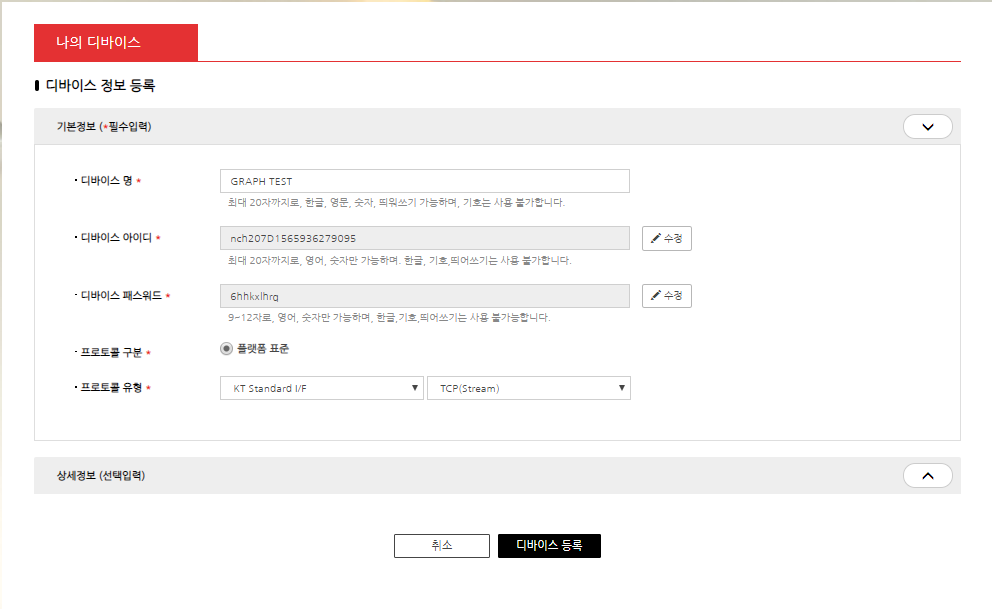 나의 디바이스
디바이스 정보 등록
기본정보 (*필수입력)
· 디바이스 명 *
GRAPH TEST
최대 20자까지로, 한글, 영문, 숫자, 띄워쓰기 가능하며, 기호는 사용 불가합니다.
· 디바이스 아이디 *
nch207D1565936279095
수정
최대 20자까지로, 영어, 숫자만 가능하며. 한글, 기호,띄어쓰기는 사용 불가합니다.
· 디바이스 패스워드 *
6hhkxlhrq
수정
9~12자로, 영어, 숫자만 가능하며, 한글,기호,띄어쓰기는 사용 불가능합니다.
· 프로토콜 구분 *
플랫폼 표준
· 프로토콜 유형 *
KT Standard I/F
TCP(Stream)
상세정보 (선택입력)
취소
디바이스 등록